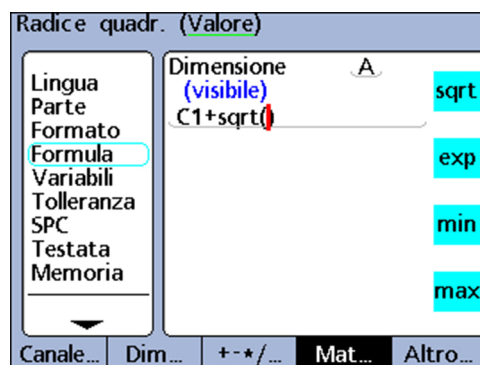 Radice quadr. (Valore)
Lingua
Parte
Formato
Formula
Variabili
Tolleranza
SPC
Testata
Memoria
Dimensione A
(visibile)
C1+sqrt()
sqrt
exp
min
max
Canale... Dim... +-*/... Mat... Altro...